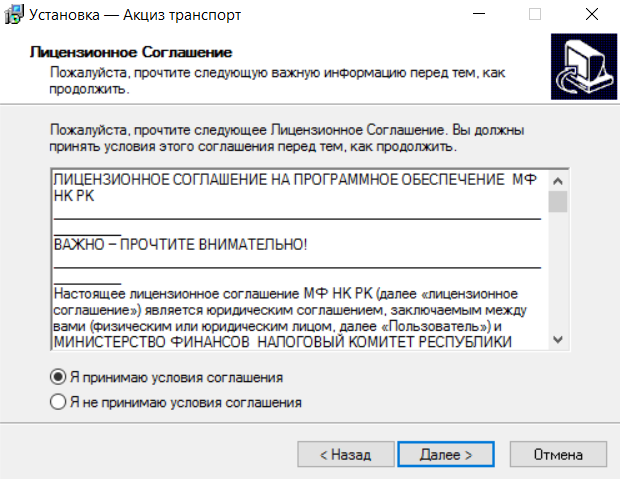 Установка — Акциз транспорт
Лицензионное Соглашение
Пожалуйста, прочтите следующую важную информацию перед тем, как
продолжить.
Пожалуйста, прочтите следующее Лицензионное Соглашение. Вы должны
принять условия этого соглашения перед тем, как продолжить.
ЛИЦЕНЗИОННОЕ СОГЛАШЕНИЕ НА ПРОГРАММНОЕ ОБЕСПЕЧЕНИЕ МФ
НК РК
ВАЖНО – ПРОЧТИТЕ ВНИМАТЕЛЬНО!
Настоящее лицензионное соглашение МФ НК РК (далее «лицензионное
соглашение») является юридическим соглашением, заключаемым между
вами (физическим или юридическим лицом, далее «Пользователь») и
МИНИСТЕРСТВО ФИНАНСОВ НАЛОГОВЫЙ КОМИТЕТ РЕСПУБЛИКИ
Я принимаю условия соглашения
Я не принимаю условия соглашения
< Назад
Далее >
Отмена